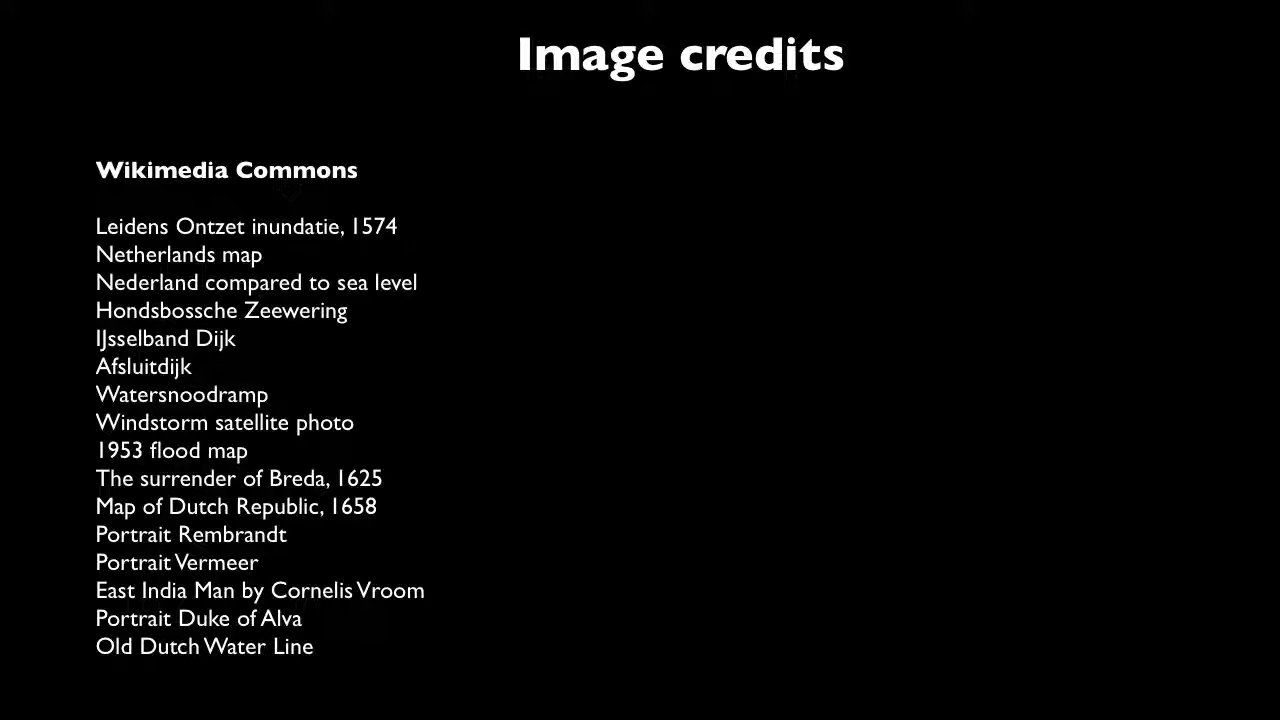 Image credits
Wikimedia Commons
Leidens Ontzet inundatie, 1574
Netherlands map
Nederland compared to sea level
Hondsbossche Zeewering
IJsselband Dijk
Afsluitdijk
Watersnoodramp
Windstorm satellite photo
1953 flood map
The surrender of Breda, 1625
Map of Dutch Republic, 1658
Portrait Rembrandt
Portrait Vermeer
East India Man by Cornelis Vroom
Portrait Duke of Alva
Old Dutch Water Line